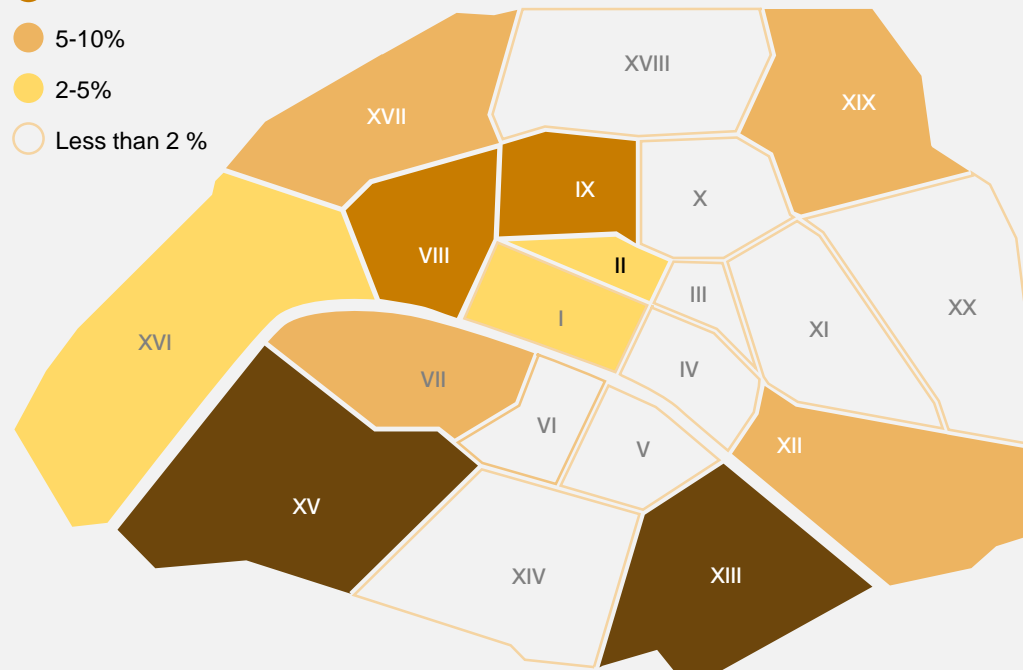 5-10%
2-5%
Less than 2 %
XVIII
XIX
XVII
IX
X
VIII
II
III
XX
I
XI
XVI
IV
VII
VI
V
XII
XV
XIV
XIII